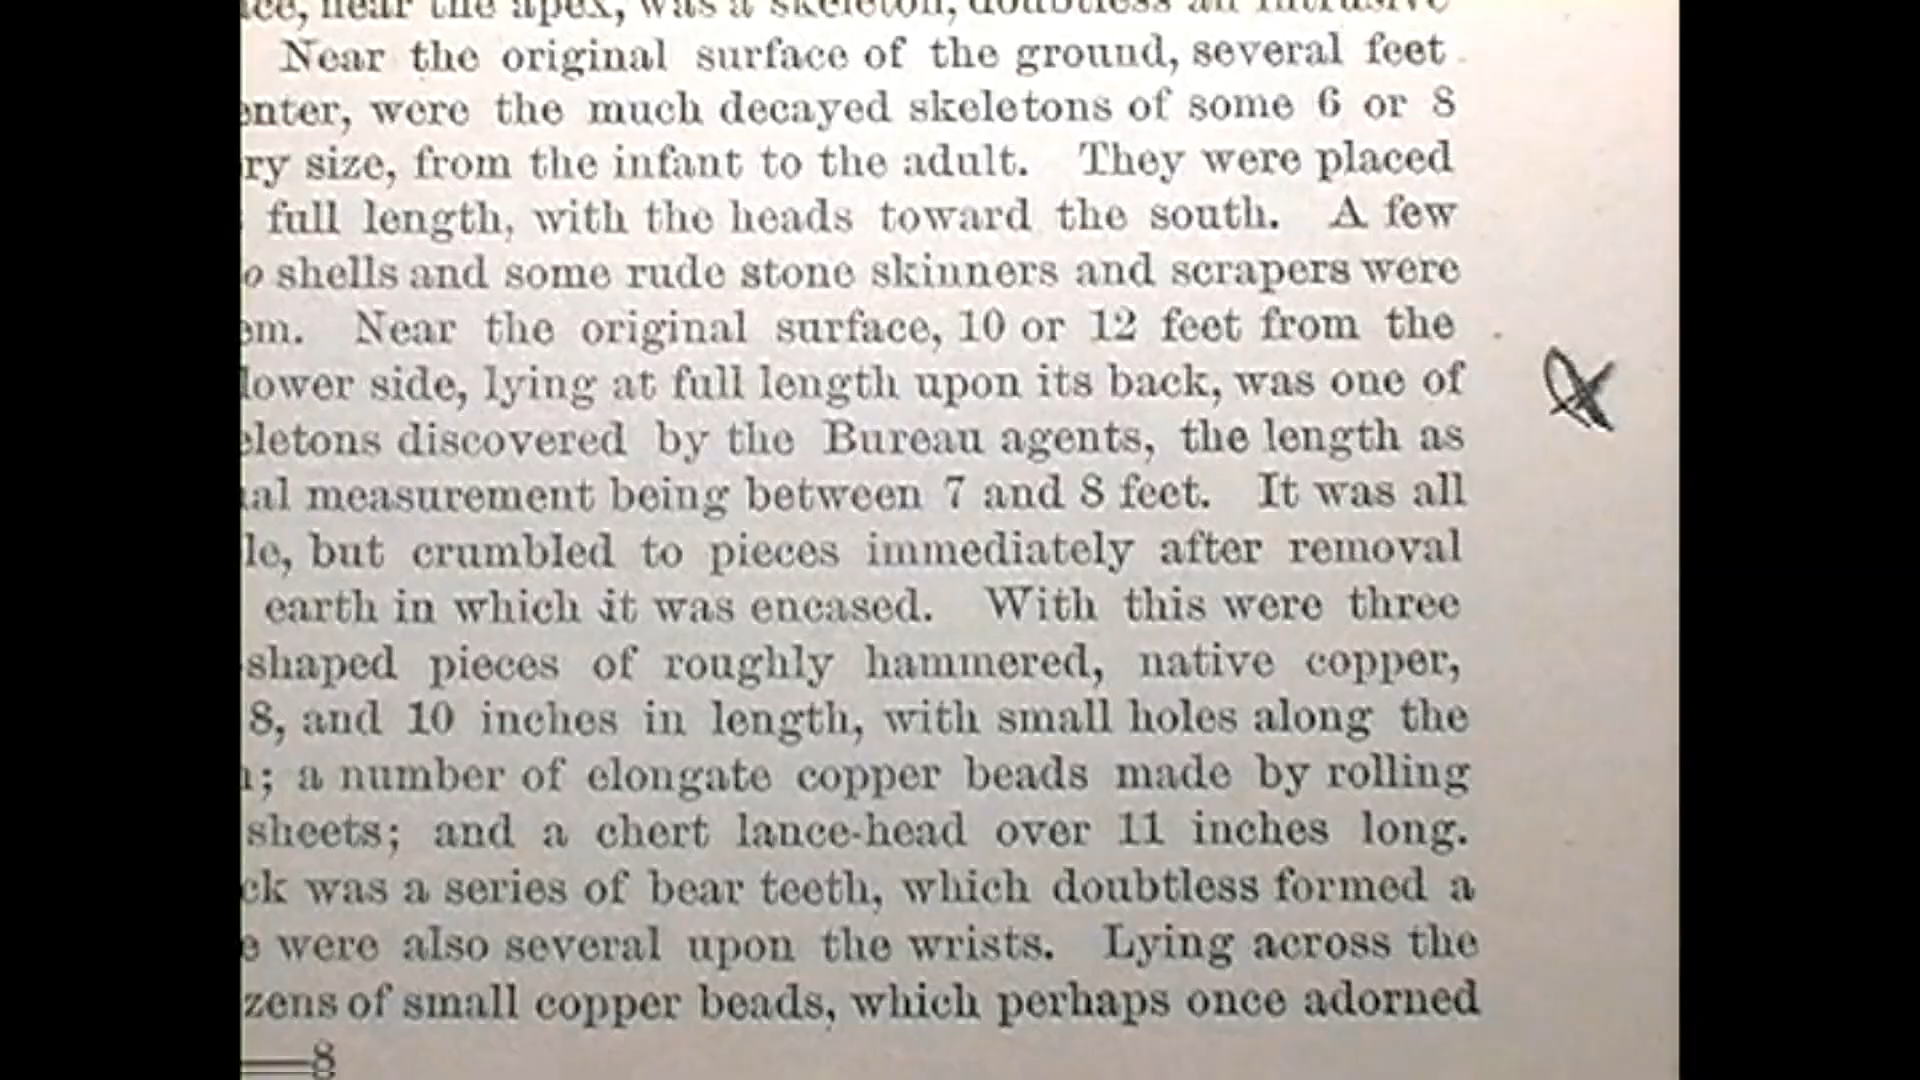 near the apex, was a skeleton, doubtless an intrusive
Near the original surface of the ground, several feet
were the much decayed skeletons of some 6 or 8
size, from the infant to the adult. They were placed
full length, with the heads toward the south. A few
shells and some rude stone skinners and scrapers were
Near the original surface, 10 or 12 feet from the
lower side, lying at full length upon its back, was one of
discovered by the Bureau agents, the length as
measurement being between 7 and 8 feet. It was all
but crumbled to pieces immediately after removal
earth in which it was encased. With this were three
shaped pieces of roughly hammered, native copper,
8, and 10 inches in length, with small holes along the
; a number of elongate copper beads made by rolling
sheets; and a chert lance-head over 11 inches long.
was a series of bear teeth, which doubtless formed a
were also several upon the wrists. Lying across the
of small copper beads, which perhaps once adorned
—8